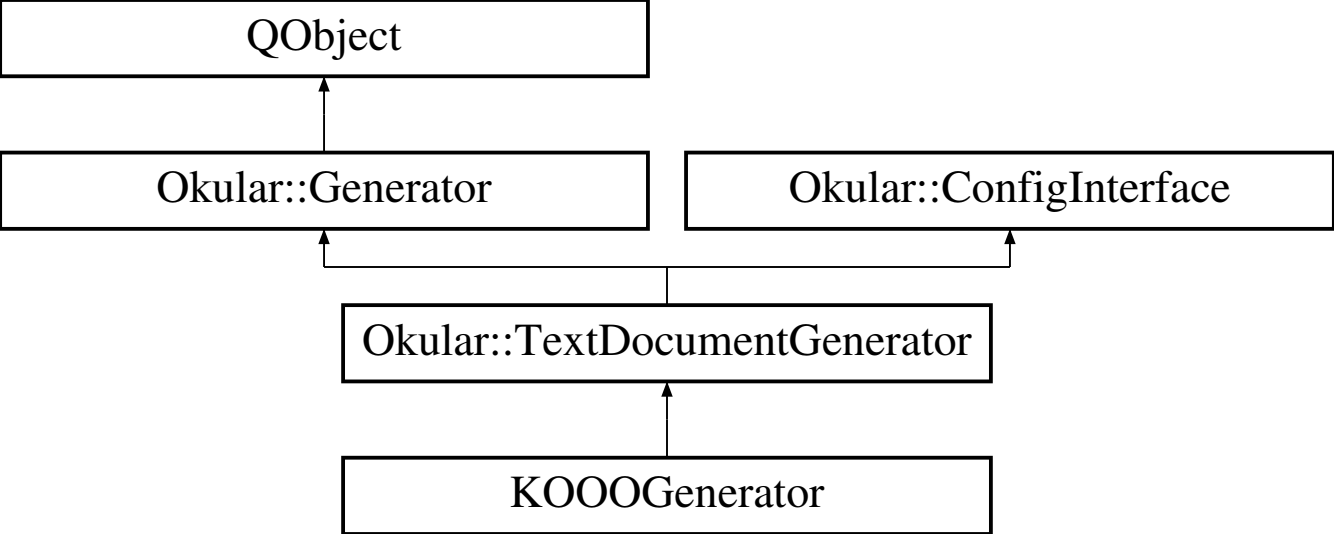 QObject
Okular::Generator
Okular::ConfigInterface
Okular::TextDocumentGenerator
KOOOGenerator